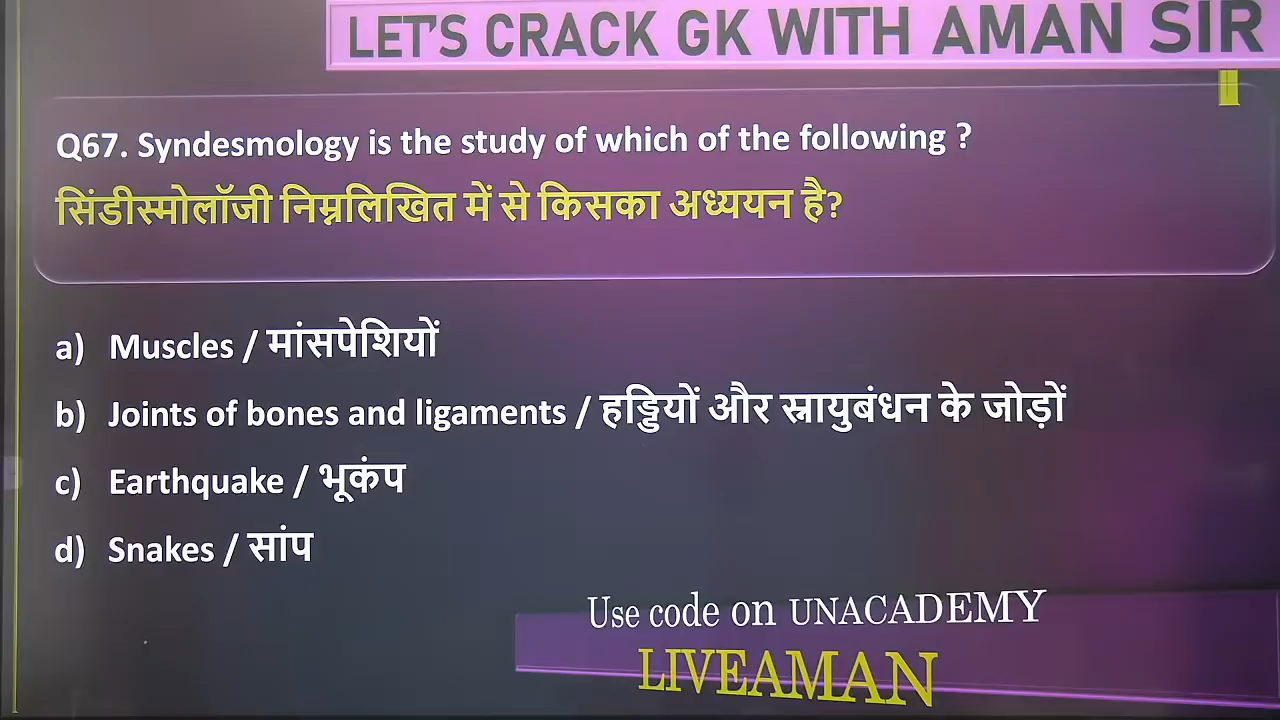 LET'S CRACK GK WITH AMAN SIR
Q67. Syndesmology is the study of which of the following ?
सिंडीस्मोलॉजी निम्नलिखित में से किसका अध्ययन है?
a) Muscles / मांसपेशियों
b) Joints of bones and ligaments / हड्डियों और स्नायुबंधन के जोड़ों
c) Earthquake / भूकंप
d) Snakes / सांप
Use code on UNACADEMY
LIVEAMAN